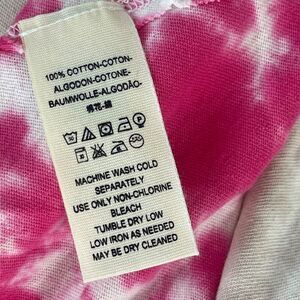 100% COTTON-COTON-
ALGODON-COTONE-
BAUMWOLLE-ALGODÃO-
棉花-綿
MACHINE WASH COLD
SEPARATELY
USE ONLY NON-CHLORINE
BLEACH
TUMBLE DRY LOW
LOW IRON AS NEEDED
MAY BE DRY CLEANED